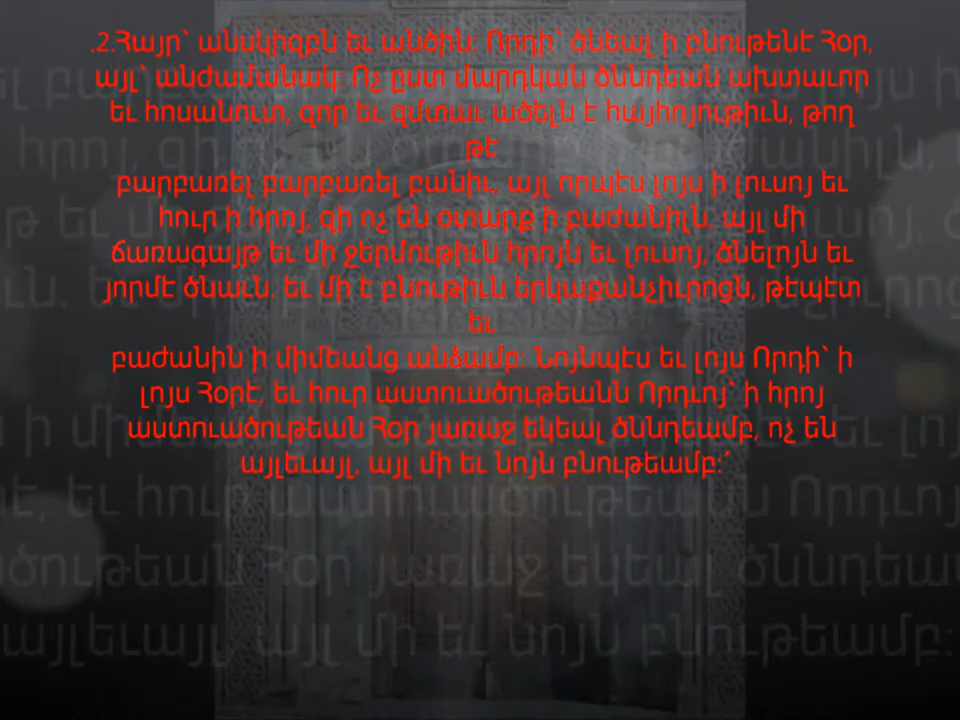 .2.Հայր՝ անսկիզբն եւ անծին: Որդի՝ ծնեալ ի բնութենէ Հօր,
այլ՝ անժամանակ: Ոչ ըստ մարդկան ծննդեան ախտաւոր
եւ հոսանուտ, զոր եւ զմտաւ ածելն է հայհոյութիւն, թող
թէ
բարբառել բարբառել բանիւ, այլ որպէս լոյս ի լուսոյ եւ
հուր ի հրոյ, զի ոչ են օտարք ի բաժանիլն, այլ մի
ճառագայթ եւ մի ջերմութիւն հրոյն եւ լուսոյ, ծնելոյն եւ
յորմէ ծնաւն. եւ մի է բնութիւն երկաքանչիւրոցն, թէպէտ
եւ
բաժանին ի միմեանց անձամբ: Նոյնպէս եւ լոյս Որդի՝ ի
լոյս Հօրէ, եւ հուր աստուածութեանն Որդւոյ՝ ի հրոյ
աստուածութեան Հօր յառաջ եկեալ ծննդեամբ, ոչ են
այլեւայլ, այլ մի եւ նոյն բնութեամբ:՛